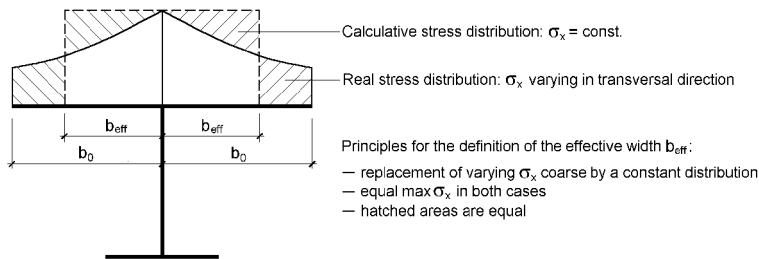 Calculative stress distribution: σx = const.
Real stress distribution: σx varying in transversal direction
beff beff
b0 b0
Principles for the definition of the effective width beff:
— replacement of varying σx coarse by a constant distribution
— equal max σx in both cases
— hatched areas are equal